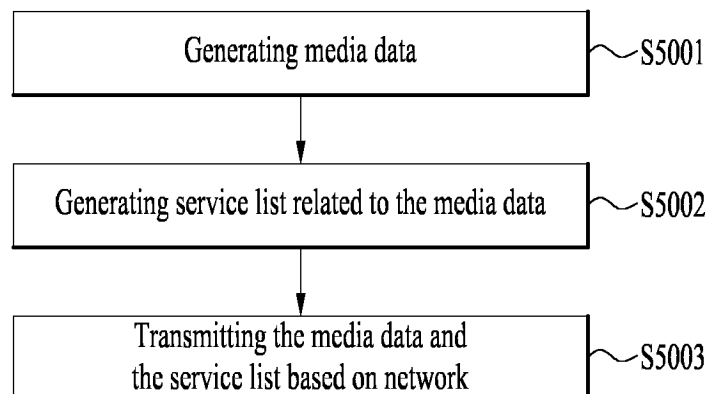 Generating media data
S5001
Generating service list related to the media data
S5002
Transmitting the media data and
the service list based on network
S5003